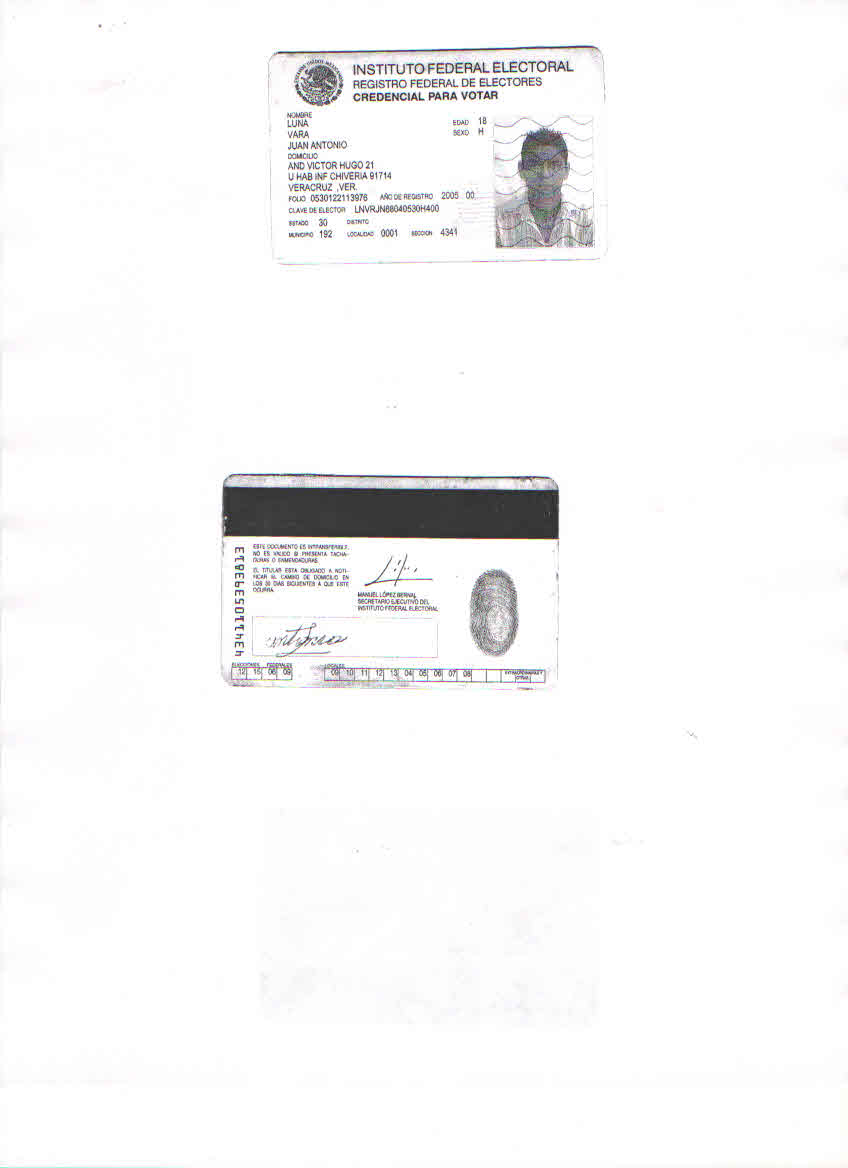 INSTITUTO FEDERAL ELECTORAL
REGISTRO FEDERAL DE ELECTORES
CREDENCIAL PARA VOTAR
NOMBRE
LUNA
VARA
JUAN ANTONIO
EDAD 18
SEXO H
DOMICILIO
AND VICTOR HUGO 21
U HAB INF CHIVERIA 91714
VERACRUZ ,VER.
FOLIO 0530122113976 AÑO DE REGISTRO 2005 00
CLAVE DE ELECTOR LNVRJN88040530H400
ESTADO 30 DISTRITO
MUNICIPIO 192 LOCALIDAD 0001 SECCION 4341
ESTE DOCUMENTO ES INTRANSFERIBLE,
NO ES VALIDO SI PRESENTA TACHA-
DURAS O ENMENDADURAS.
EL TITULAR ESTA OBLIGADO A NOTI-
FICAR EL CAMBIO DE DOMICILIO EN
LOS 30 DIAS SIGUIENTES A QUE ESTE
OCURRA.
MANUEL LÓPEZ BERNAL
SECRETARIO EJECUTIVO DEL
INSTITUTO FEDERAL ELECTORAL
ELECCIONES FEDERALES
12 15 06 09
LOCALES
09 10 11 12 13 04 05 06 07 08
EXTRAORDINARIAS Y
OTRAS